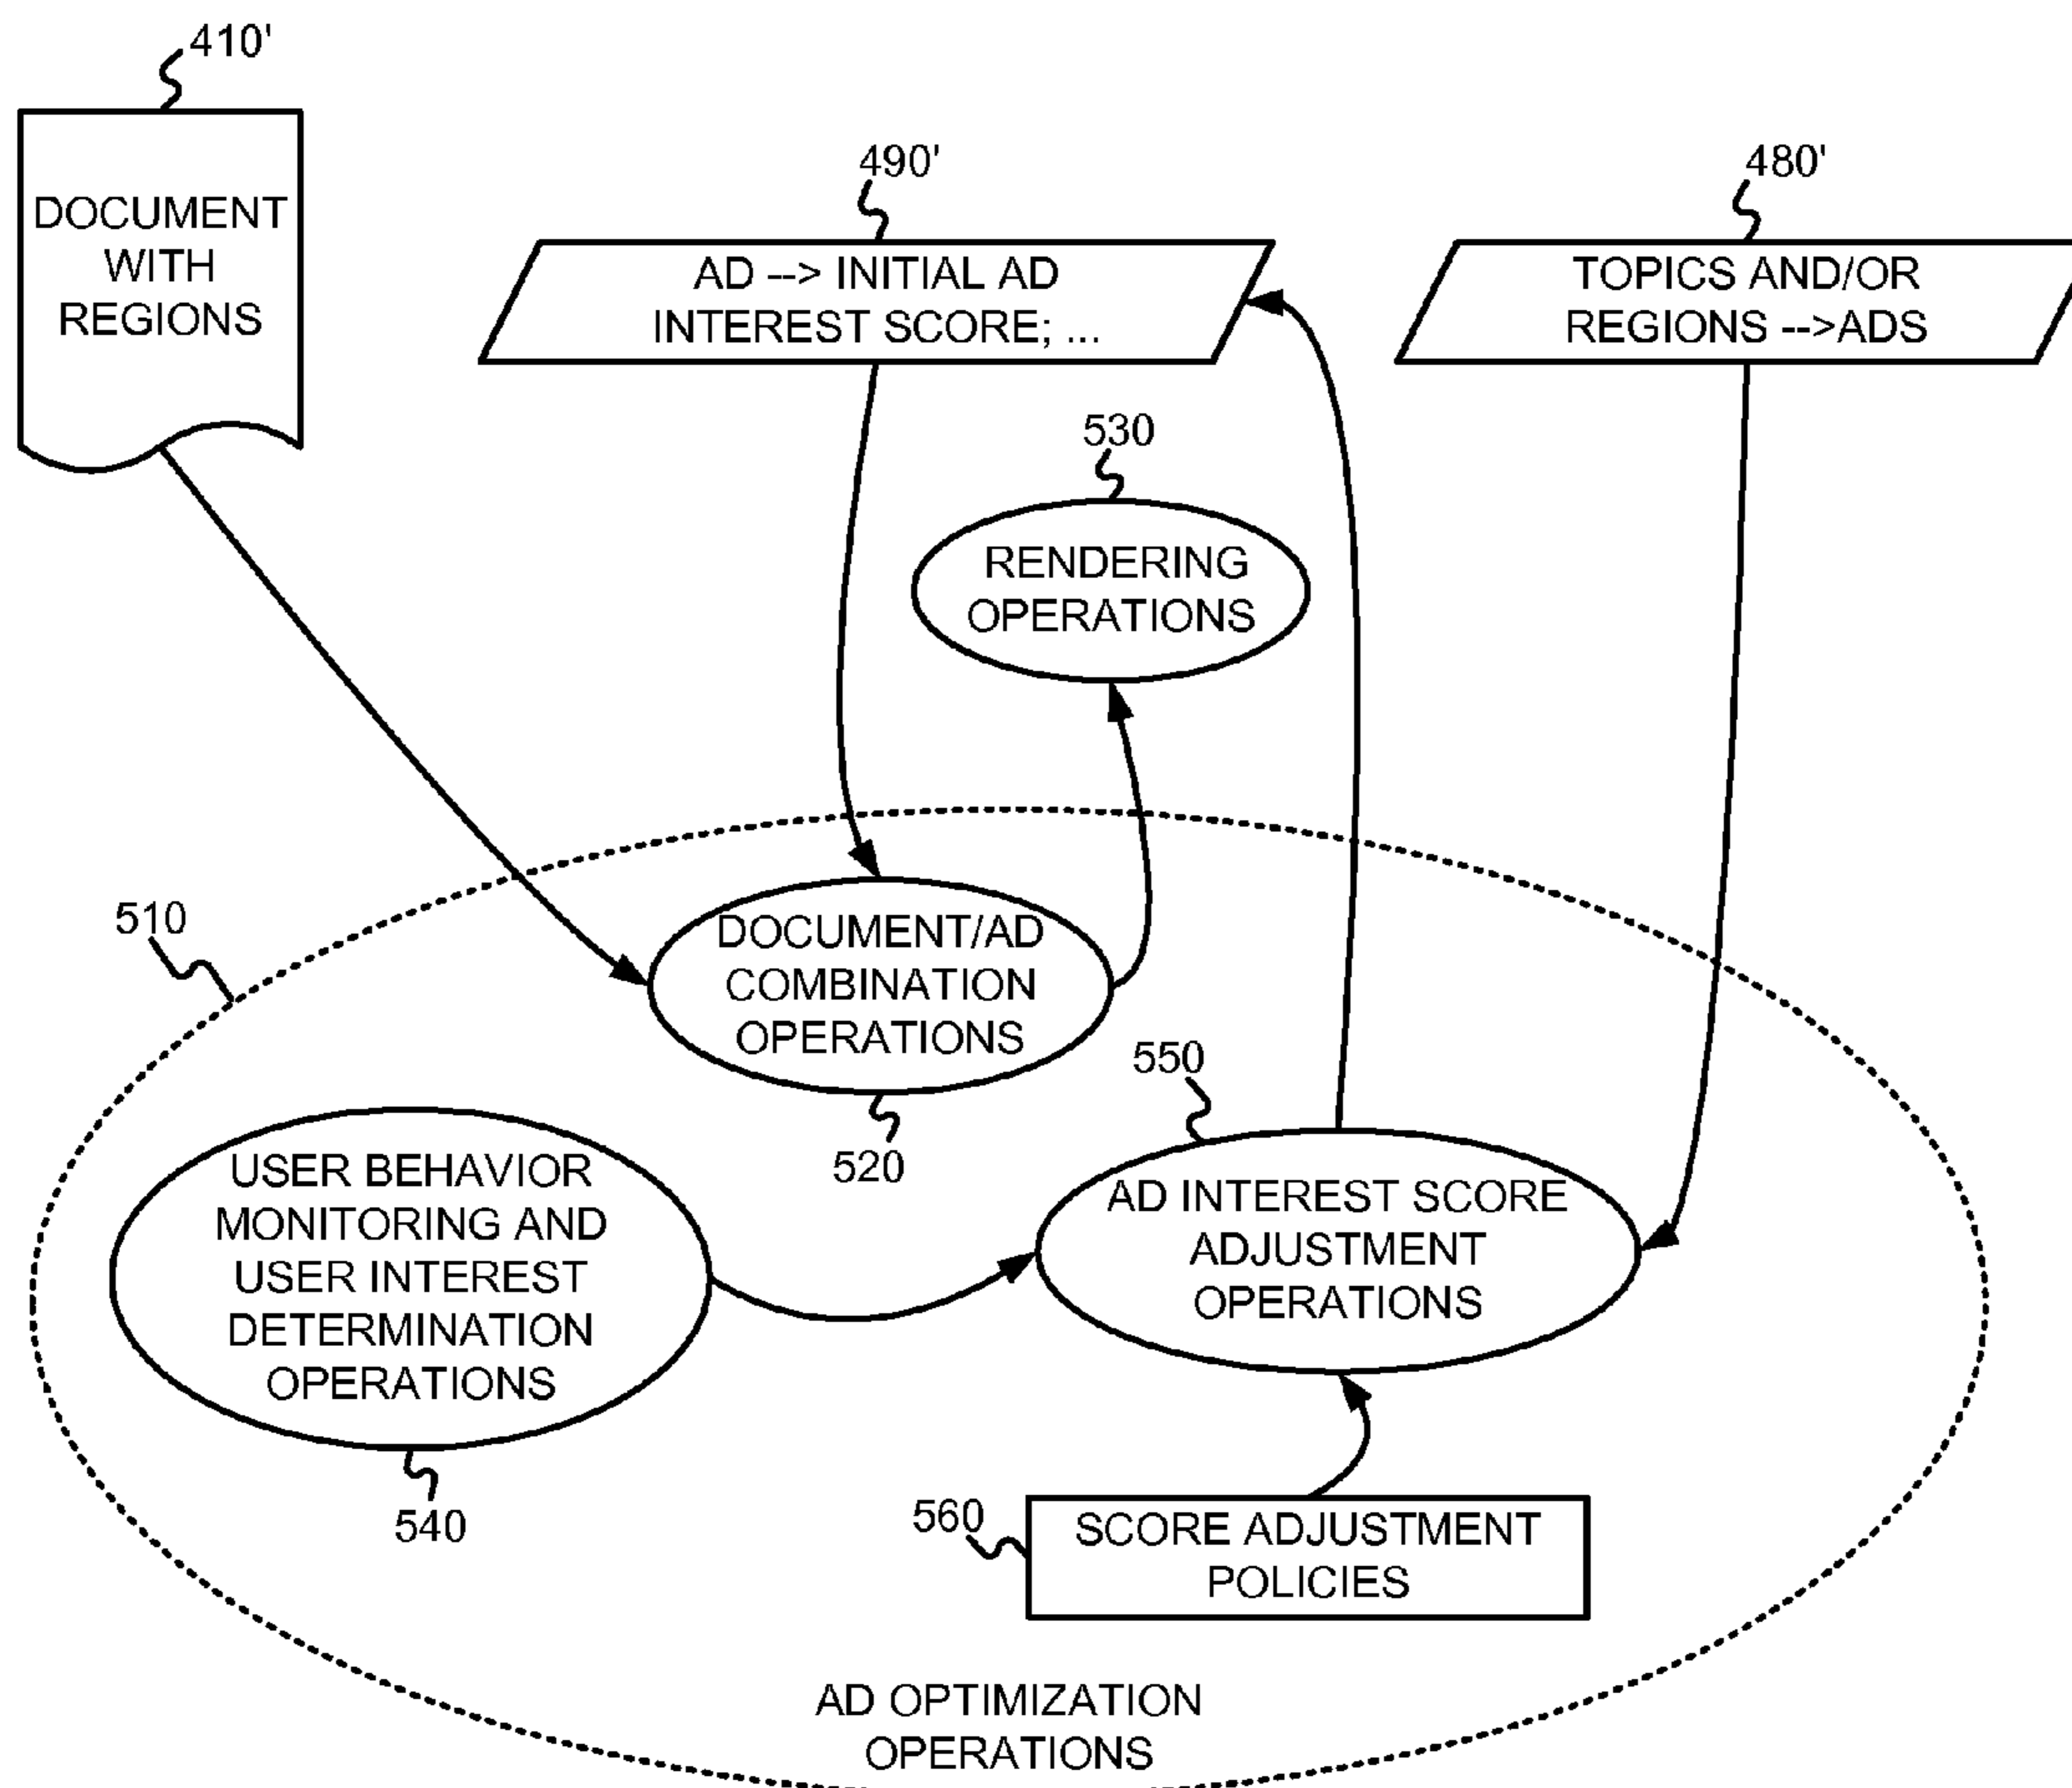 410'
DOCUMENT
WITH
REGIONS
490'
AD --> INITIAL AD
INTEREST SCORE; ...
480'
TOPICS AND/OR
REGIONS -->ADS
530
RENDERING
OPERATIONS
510
DOCUMENT/AD
COMBINATION
OPERATIONS
520
550
USER BEHAVIOR
MONITORING AND
USER INTEREST
DETERMINATION
OPERATIONS
540
AD INTEREST SCORE
ADJUSTMENT
OPERATIONS
560
SCORE ADJUSTMENT
POLICIES
AD OPTIMIZATION
OPERATIONS